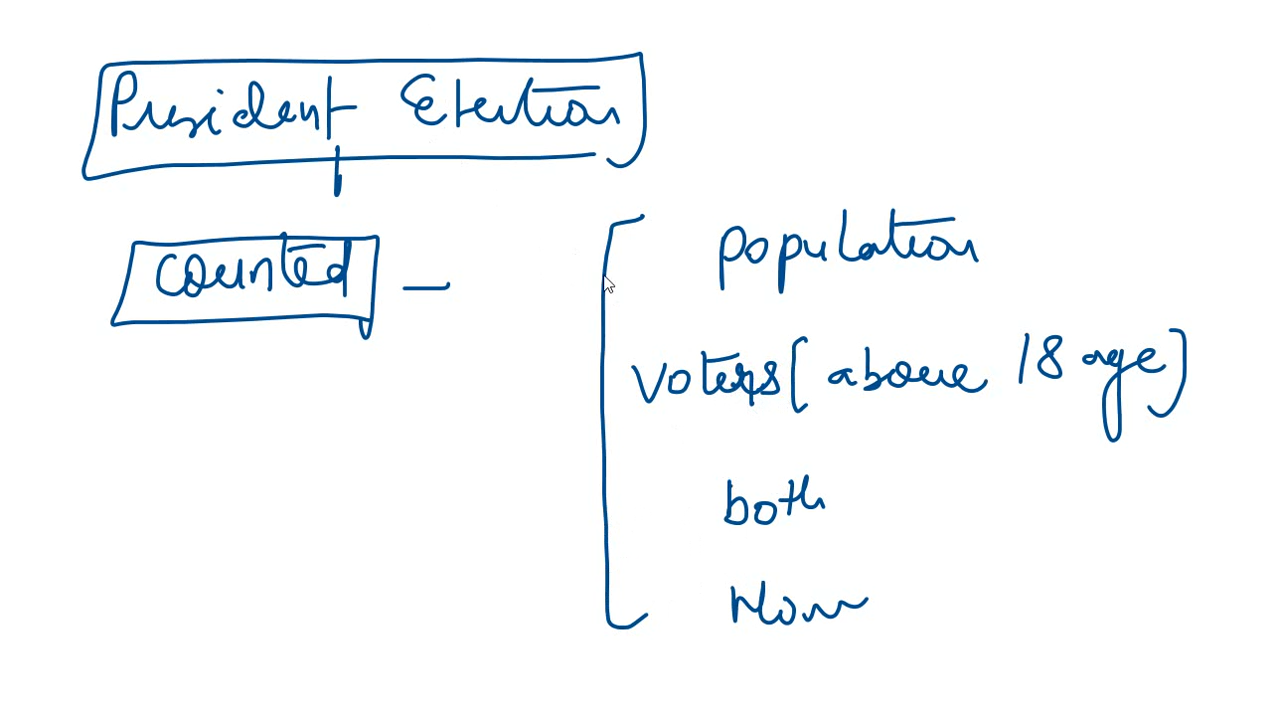 President Election
counted —
population
voters [above 18 age]
both
None